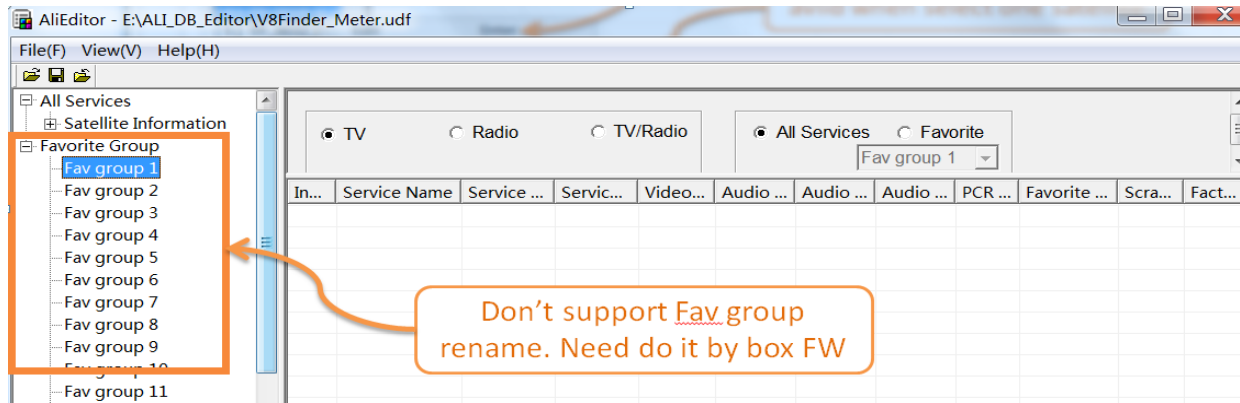 AliEditor - E:\ALI_DB_Editor\V8Finder_Meter.udf
File(F) View(V) Help(H)
All Services
Satellite Information
Favorite Group
Fav group 1
Fav group 2
Fav group 3
Fav group 4
Fav group 5
Fav group 6
Fav group 7
Fav group 8
Fav group 9
Fav group 10
Fav group 11
TV Radio TV/Radio All Services Favorite
Fav group 1
In... Service Name Service ... Servic... Video... Audio ... Audio ... Audio ... PCR ... Favorite ... Scra... Fact...
Don't support Fav group
rename. Need do it by box FW